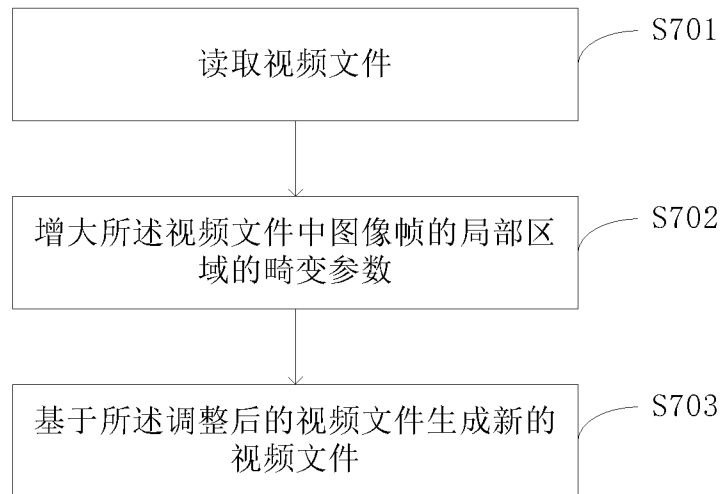 读取视频文件
S701
增大所述视频文件中图像帧的局部区
域的畸变参数
S702
基于所述调整后的视频文件生成新的
视频文件
S703